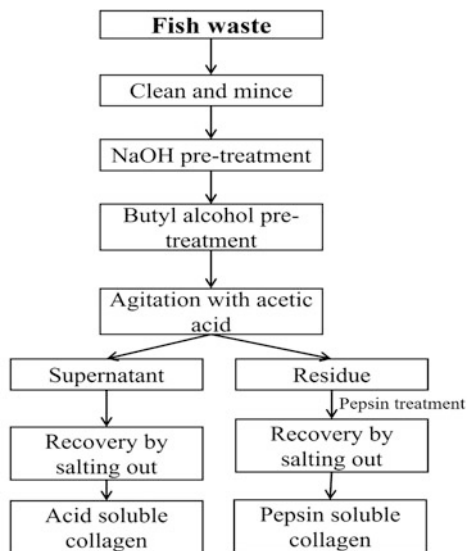 Fish waste
Clean and mince
NaOH pre-treatment
Butyl alcohol pre-
treatment
Agitation with acetic
acid
Supernatant
Residue
Pepsin treatment
Recovery by
salting out
Recovery by
salting out
Acid soluble
collagen
Pepsin soluble
collagen